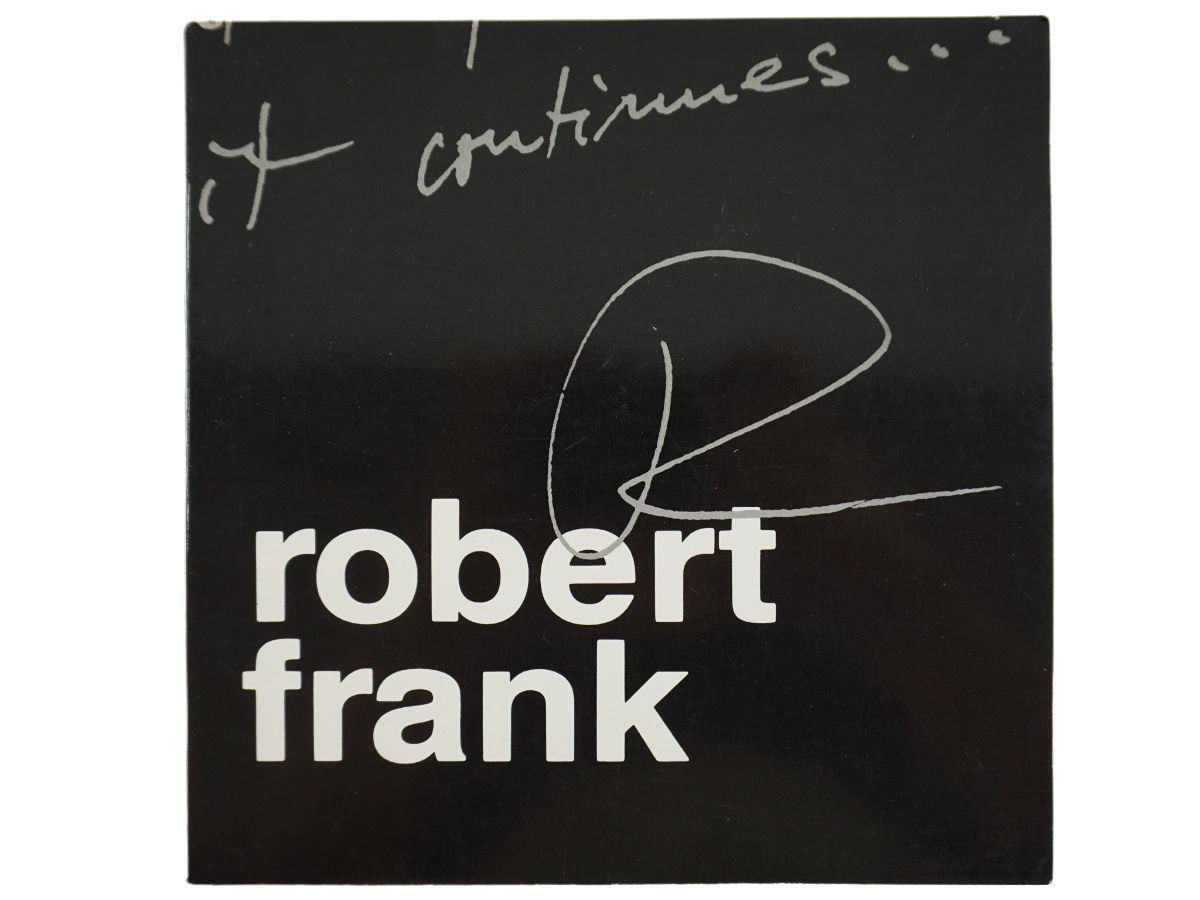 it continues...
R
robert
frank